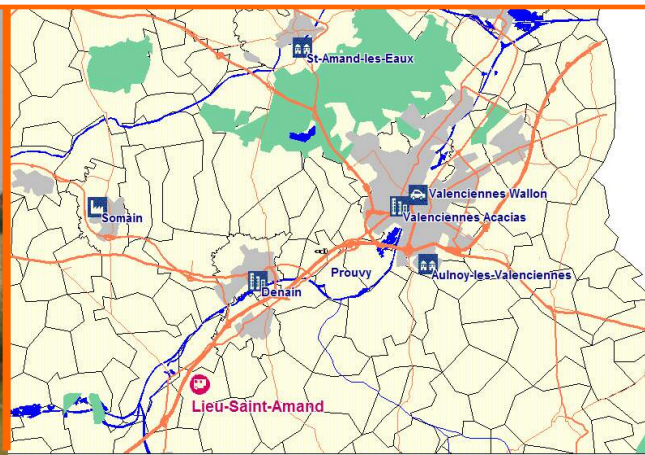 St-Amand-les-Eaux
Valenciennes Wallon
Somain
Valenciennes Acacias
Aulnoy-les-Valenciennes
Prouvy
Denain
Lieu-Saint-Amand